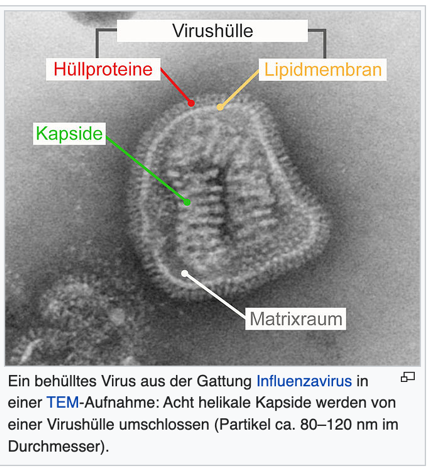 Virushülle
Hüllproteine
Lipidmembran
Kapside
Matrixraum
Ein behülltes Virus aus der Gattung Influenzavirus in
einer TEM-Aufnahme: Acht helikale Kapside werden von
einer Virushülle umschlossen (Partikel ca. 80–120 nm im
Durchmesser).